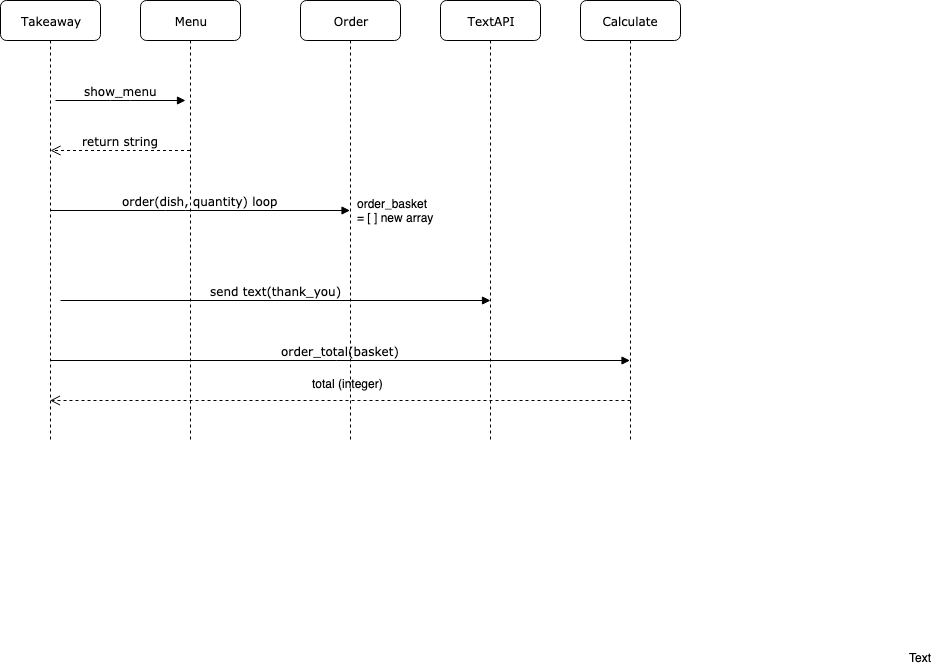 Takeaway
Menu
Order
TextAPI
Calculate
show_menu
return string
order(dish, quantity) loop
order_basket
= [ ] new array
send text(thank_you)
order_total(basket)
total (integer)
Text